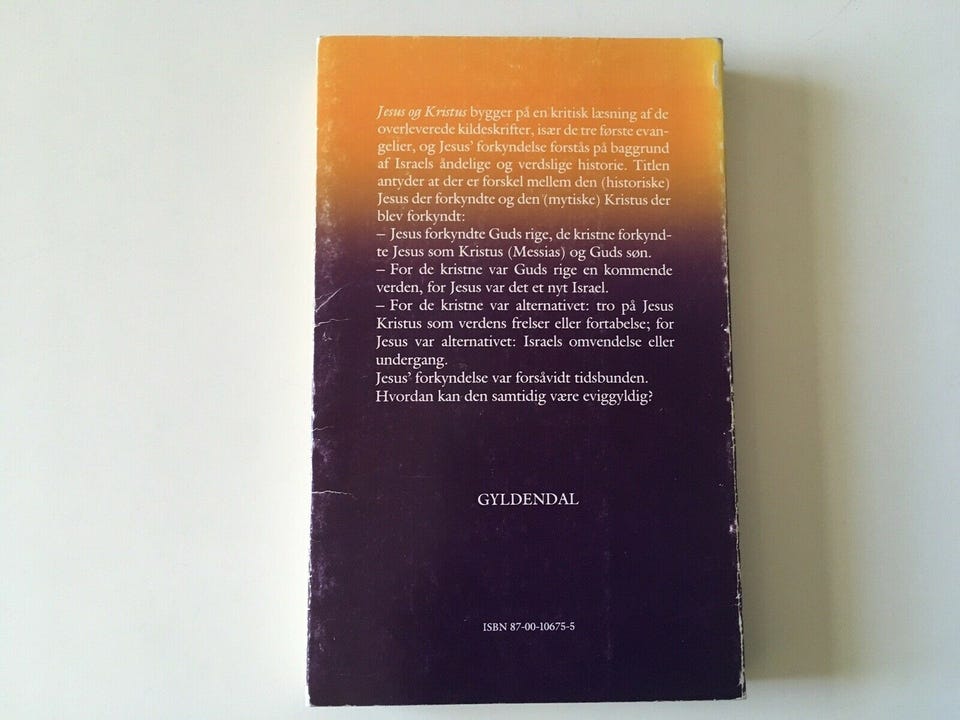 Jesus og Kristus bygger på en kritisk læsning af de
overleverede kildeskrifter, især de tre første evan-
gelier, og Jesus' forkyndelse forstås på baggrund
af Israels åndelige og verdslige historie. Titlen
antyder at der er forskel mellem den (historiske)
Jesus der forkyndte og den (mytiske) Kristus der
blev forkyndt:
– Jesus forkyndte Guds rige, de kristne forkynd-
te Jesus som Kristus (Messias) og Guds søn.
– For de kristne var Guds rige en kommende
verden, for Jesus var det et nyt Israel.
– For de kristne var alternativet: tro på Jesus
Kristus som verdens frelser eller fortabelse; for
Jesus var alternativet: Israels omvendelse eller
undergang.
Jesus' forkyndelse var forsåvidt tidsbunden.
Hvordan kan den samtidig være eviggyldig?
GYLDENDAL
ISBN 87-00-10675-5